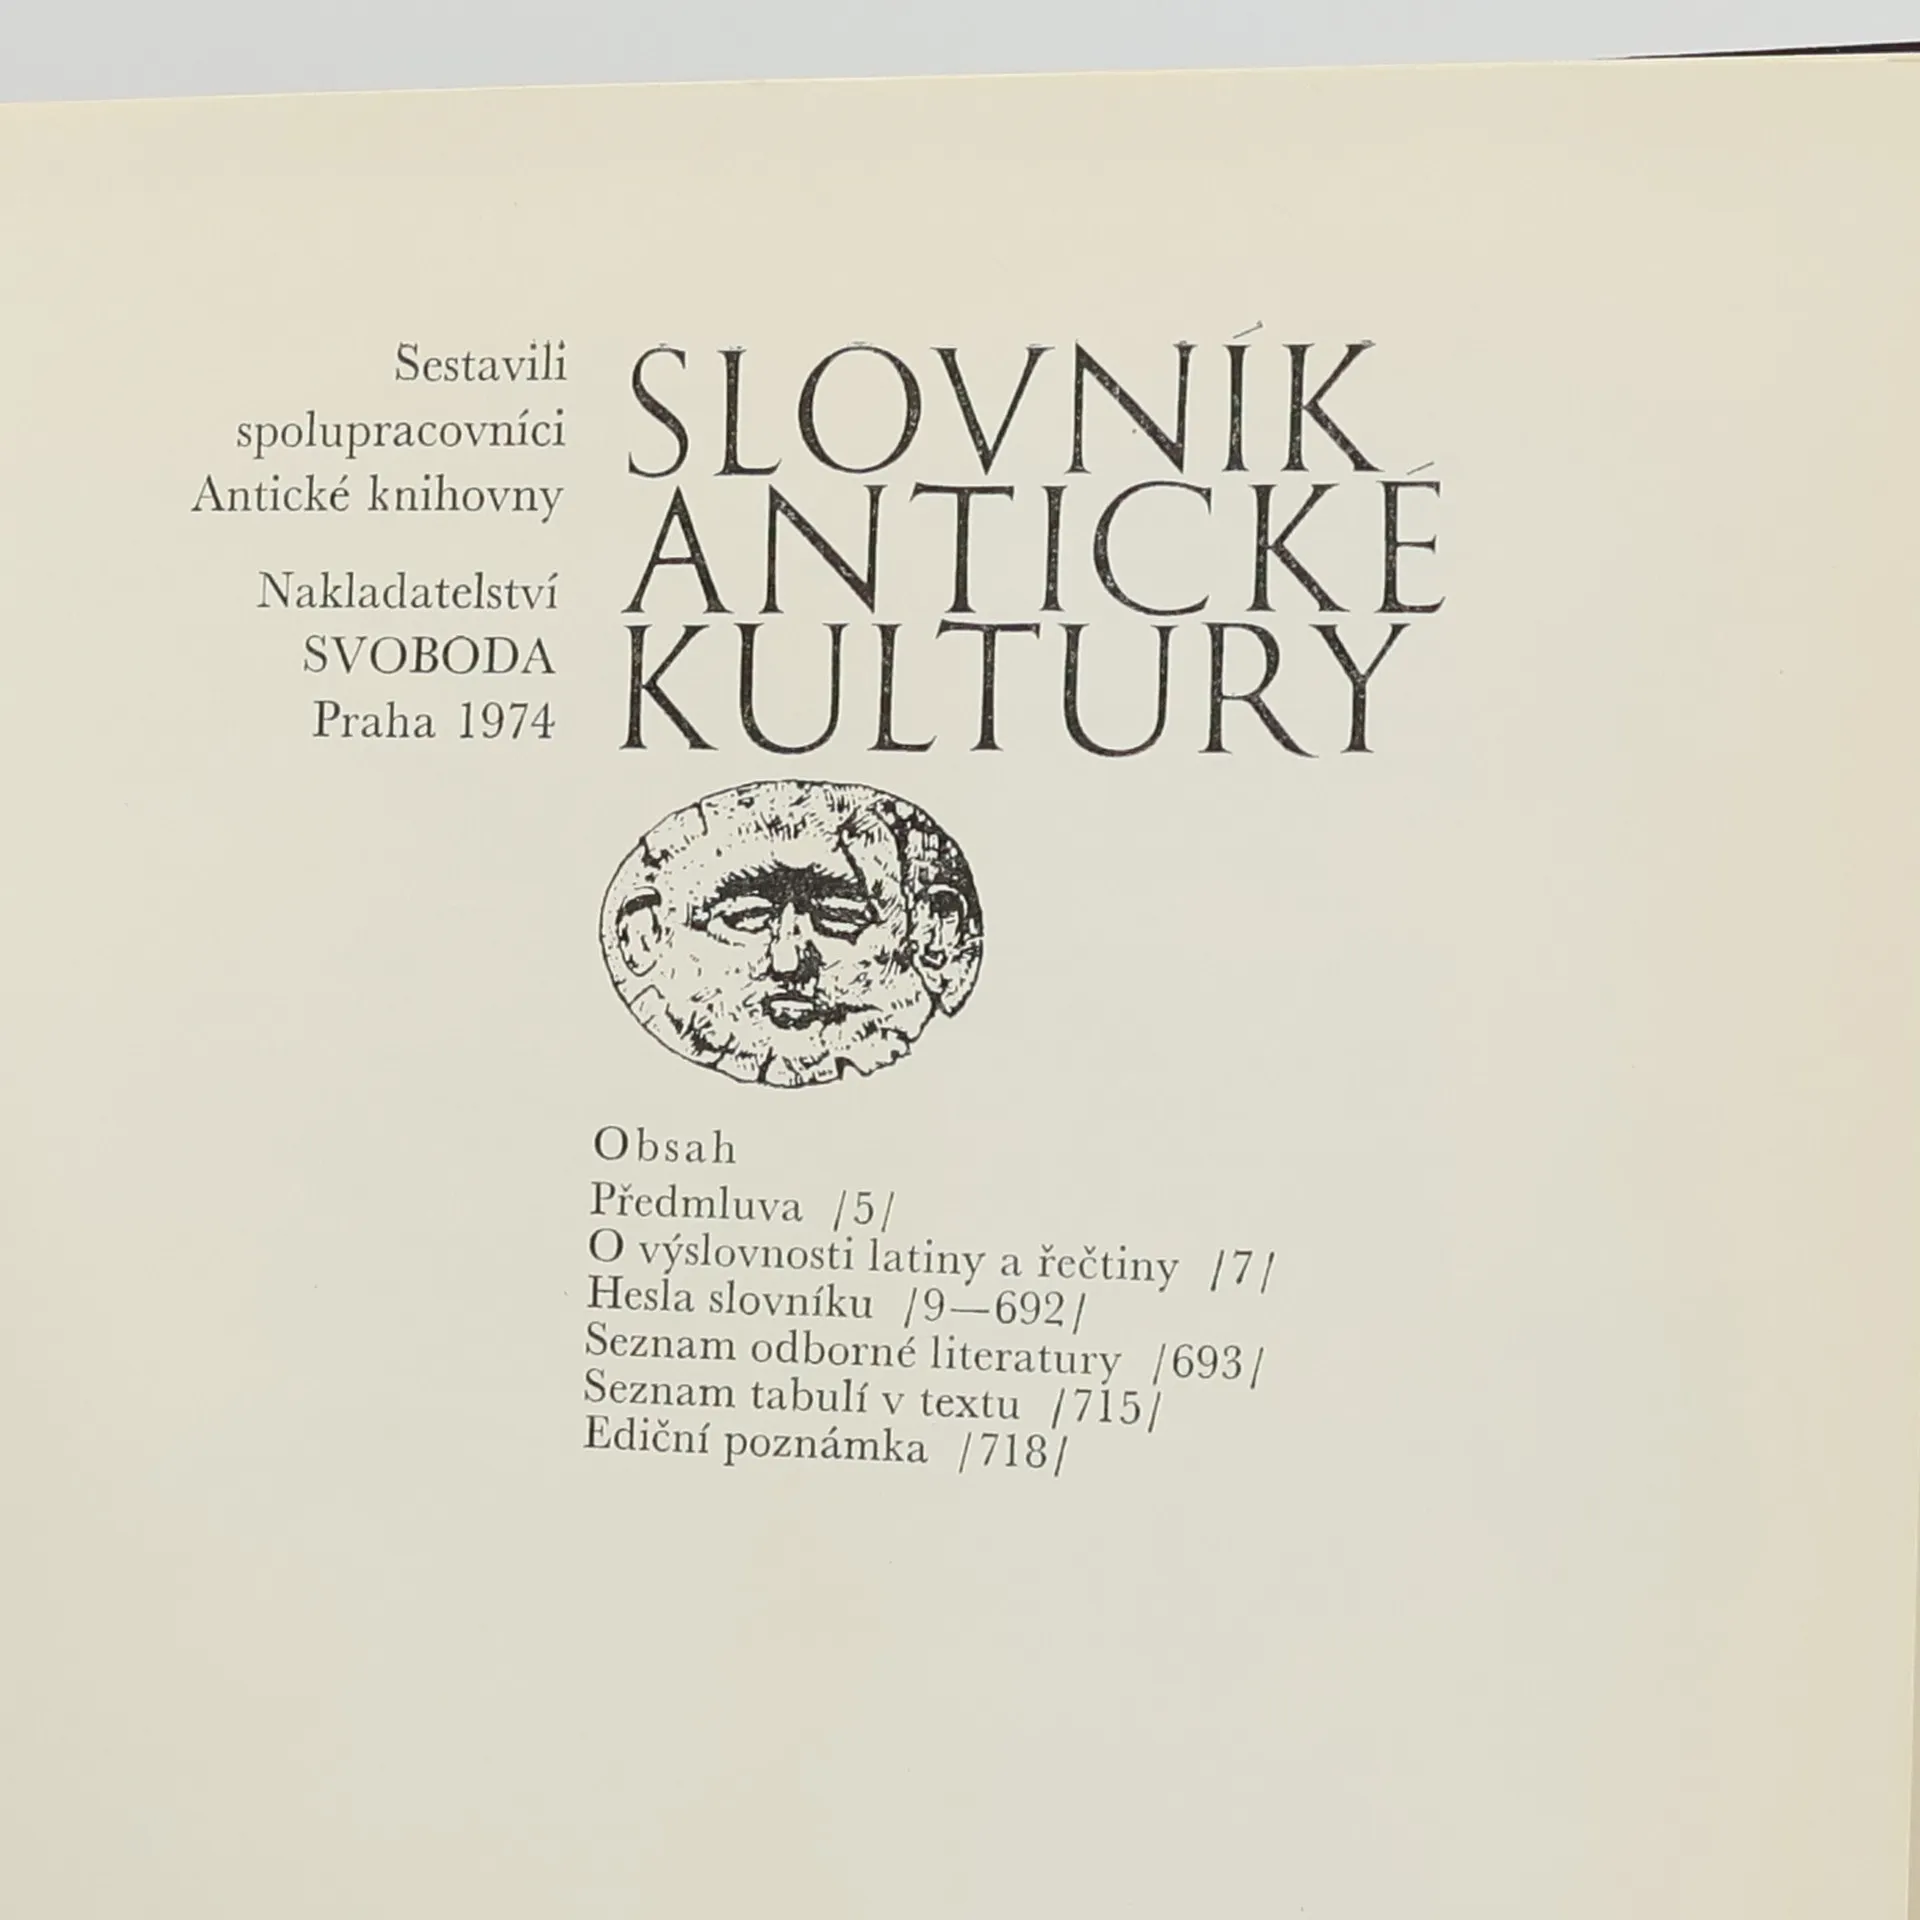 Sestavili
spolupracovníci
Antické knihovny
Nakladatelství
SVOBODA
Praha 1974
SLOVNÍK
ANTICKÉ
KULTURY
Obsah
Předmluva /5/
O výslovnosti latiny a řečtiny /7/
Hesla slovníku /9—692/
Seznam odborné literatury /693/
Seznam tabulí v textu /715/
Ediční poznámka /718/